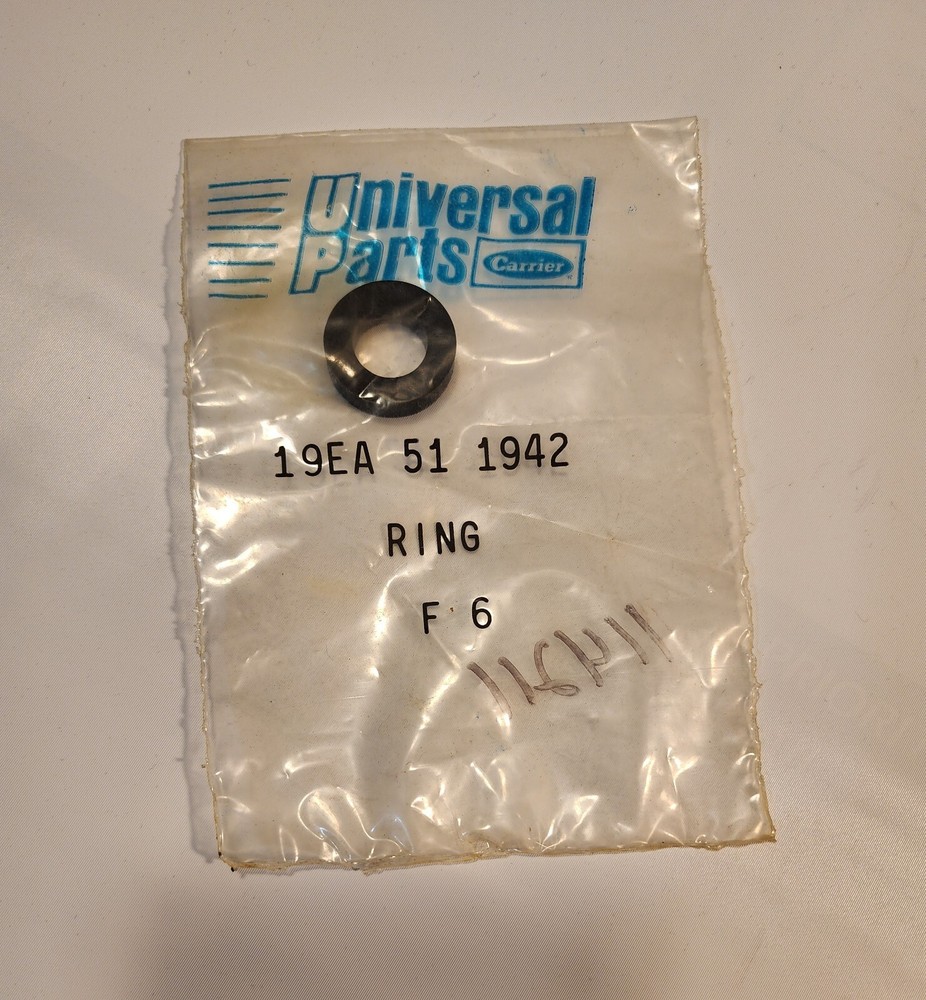 Universal
Parts
Carrier
19EA 51 1942
RING
F 6